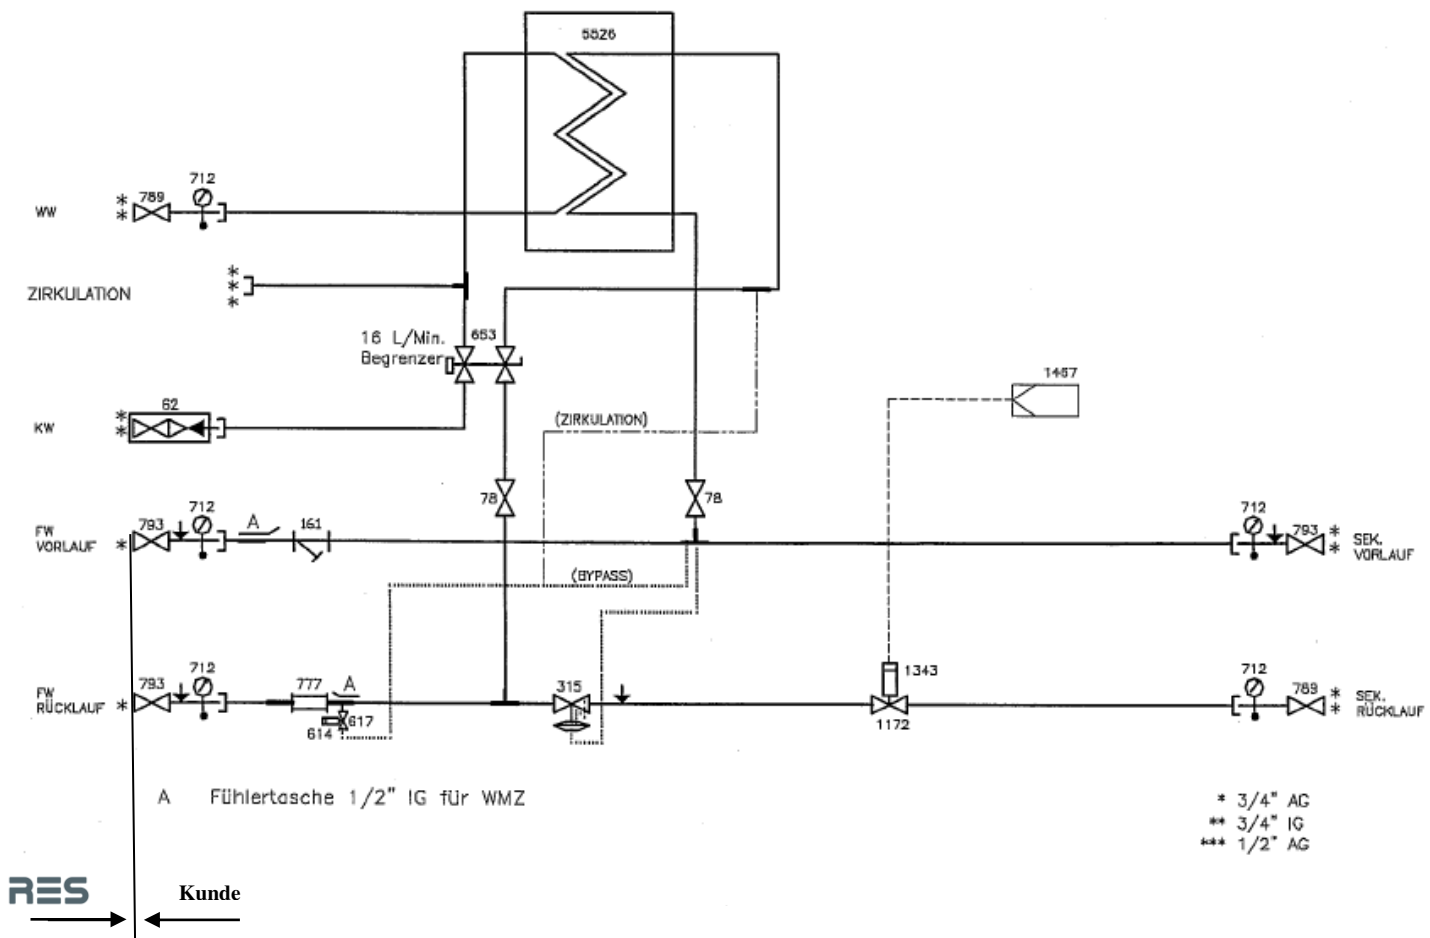 5526
712
** 789
WW
***
ZIRKULATION
16 L/Min.
Begrenzer
653
1467
62
**
KW
(ZIRKULATION)
78
78
712
793
A
161
FW
VORLAUF *
712
793
**
SEK.
VORLAUF
(BYPASS)
712
793
777
A
315
FW
RÜCKLAUF *
617
614
1343
1172
712
789
**
SEK.
RÜCKLAUF
A Fühlertasche 1/2" IG für WMZ
* 3/4" AG
** 3/4" IG
*** 1/2" AG
RES
Kunde